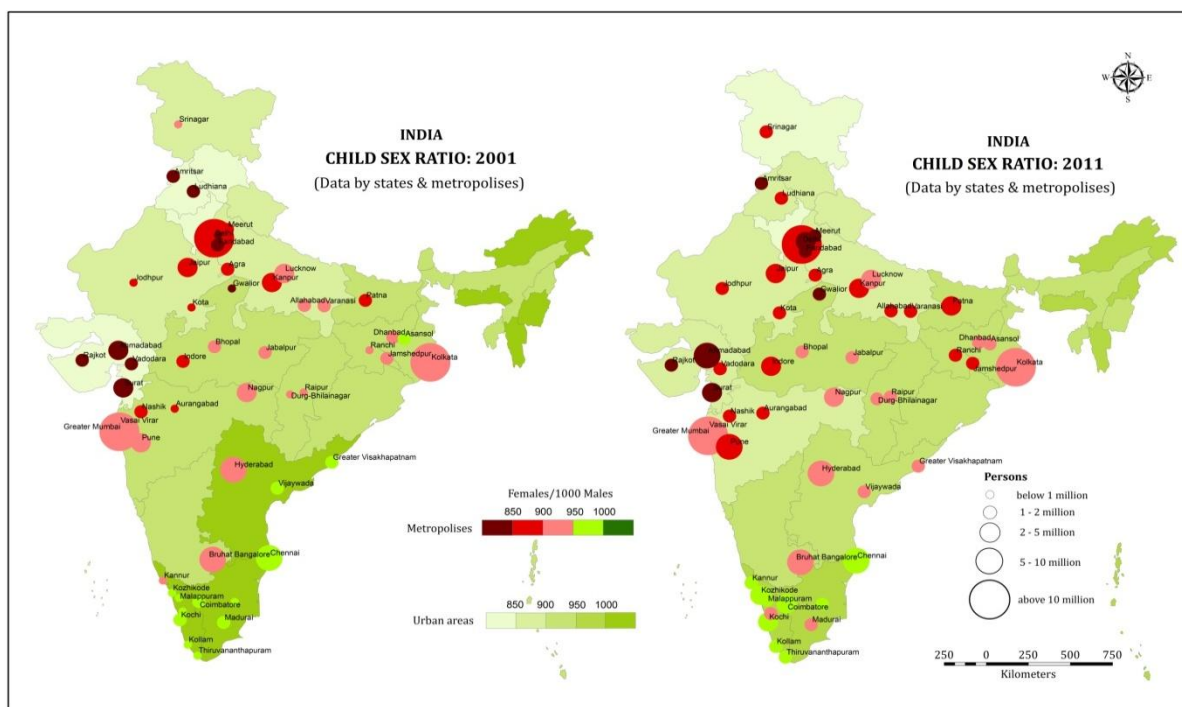 INDIA
CHILD SEX RATIO: 2001
(Data by states & metropolises)
Srinagar
Amritsar
Ludhiana
Meerut
Jaipur
Agra
Lucknow
Jodhpur
Gwalior
Kanpur
Kota
Allahabad
Varanasi
Patna
Dhanbad
Asansol
Ranchi
Jamshedpur
Kolkata
Rajkot
Vadodara
Indore
Bhopal
Jabalpur
Nagpur
Raipur
Durg-Bhilainagar
Nashik
Aurangabad
Vasai Virar
Greater Mumbai
Pune
Hyderabad
Greater Visakhapatnam
Vijaywada
Bruhat Bangalore
Chennai
Kannur
Kozhikode
Malappuram
Coimbatore
Kochi
Madurai
Kollam
Thiruvananthapuram
Females/1000 Males
850 900 950 1000
Metropolises
850 900 950 1000
Urban areas
N
W E
S
INDIA
CHILD SEX RATIO: 2011
(Data by states & metropolises)
Srinagar
Amritsar
Ludhiana
Meerut
Jaipur
Agra
Lucknow
Jodhpur
Gwalior
Kanpur
Kota
Allahabad
Varanasi
Patna
Dhanbad
Asansol
Ranchi
Jamshedpur
Kolkata
Rajkot
Vadodara
Indore
Bhopal
Jabalpur
Nagpur
Raipur
Durg-Bhilainagar
Nashik
Aurangabad
Vasai Virar
Greater Mumbai
Pune
Hyderabad
Greater Visakhapatnam
Vijaywada
Bruhat Bangalore
Chennai
Kannur
Kozhikode
Malappuram
Coimbatore
Kochi
Madurai
Kollam
Thiruvananthapuram
Persons
below 1 million
1 - 2 million
2 - 5 million
5 - 10 million
above 10 million
250 0 250 500 750
Kilometers